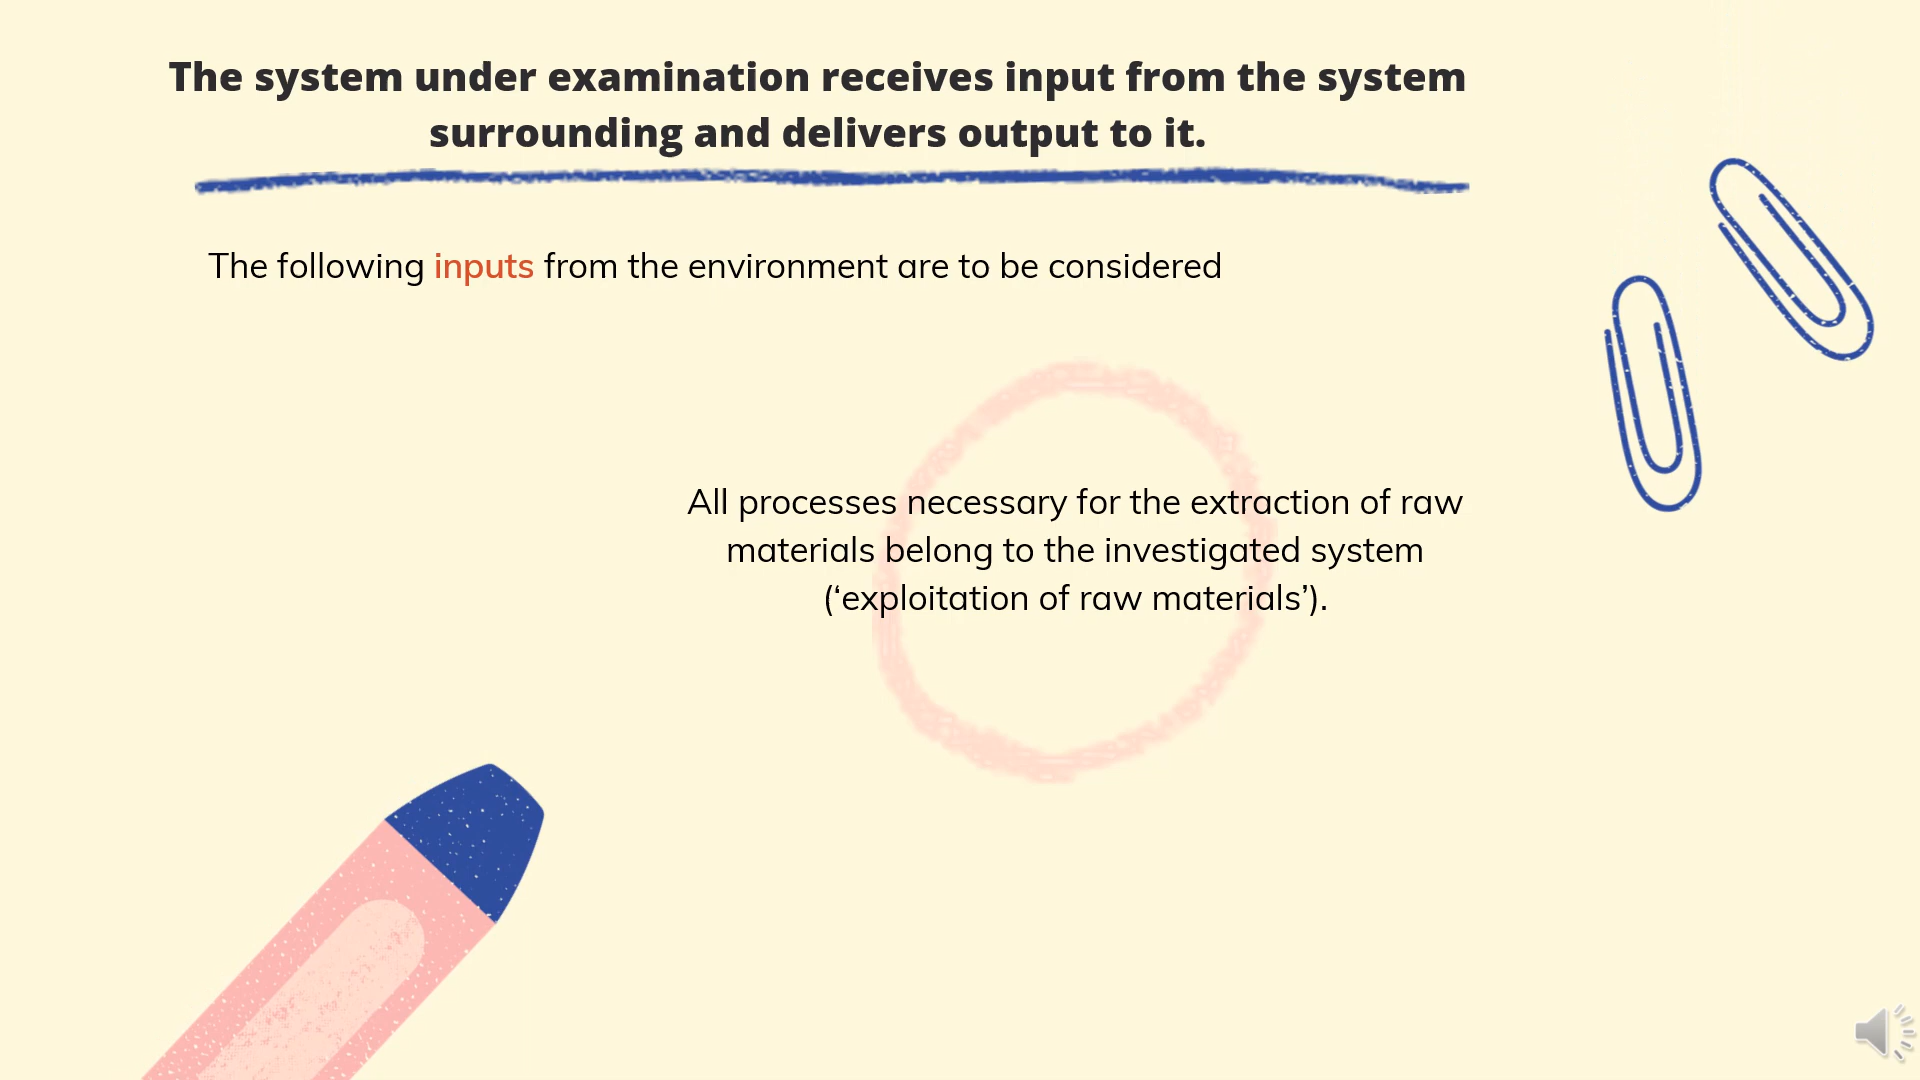 The system under examination receives input from the system
surrounding and delivers output to it.
The following inputs from the environment are to be considered
All processes necessary for the extraction of raw
materials belong to the investigated system
(‘exploitation of raw materials’).